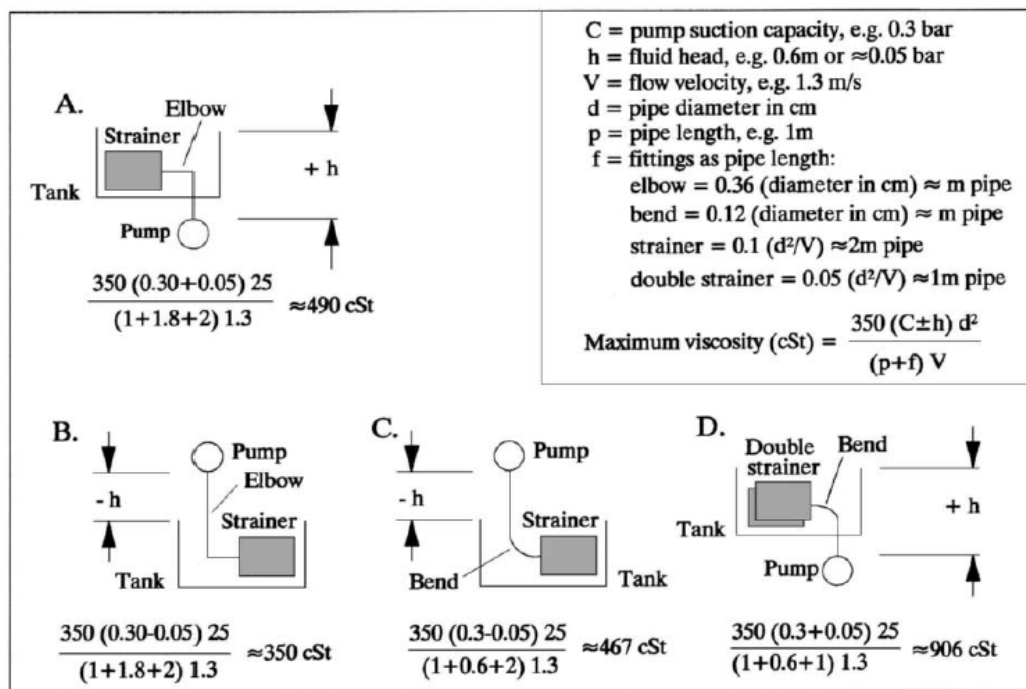 C = pump suction capacity, e.g. 0.3 bar
h = fluid head, e.g. 0.6m or ≈0.05 bar
V = flow velocity, e.g. 1.3 m/s
d = pipe diameter in cm
p = pipe length, e.g. 1m
f = fittings as pipe length:
elbow = 0.36 (diameter in cm) ≈ m pipe
bend = 0.12 (diameter in cm) ≈ m pipe
strainer = 0.1 (d²/V) ≈2m pipe
double strainer = 0.05 (d²/V) ≈1m pipe
Maximum viscosity (cSt) = 350 (C±h) d² / (p+f) V
A.
Elbow
Strainer
+ h
Tank
Pump
350 (0.30+0.05) 25
(1+1.8+2) 1.3
≈490 cSt
B.
Pump
Elbow
- h
Strainer
Tank
350 (0.30-0.05) 25
(1+1.8+2) 1.3
≈350 cSt
C.
Pump
- h
Strainer
Bend
Tank
350 (0.3-0.05) 25
(1+0.6+2) 1.3
≈467 cSt
D.
Double
strainer
Bend
+ h
Tank
Pump
350 (0.3+0.05) 25
(1+0.6+1) 1.3
≈906 cSt